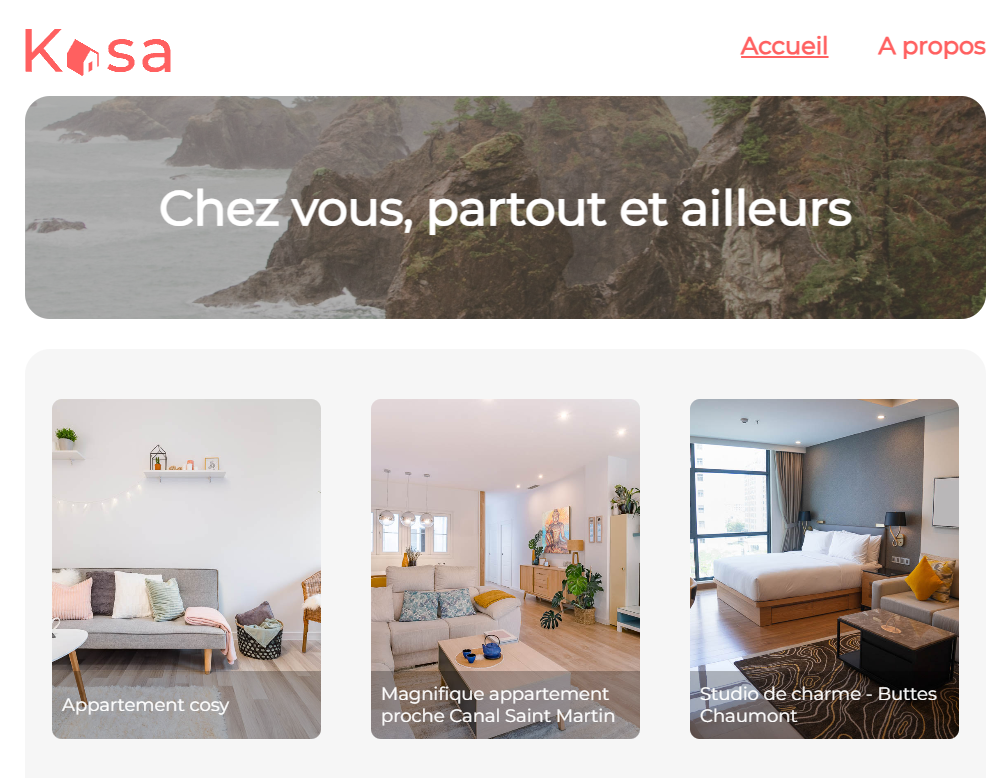 Kasa
Accueil
A propos
Chez vous, partout et ailleurs
Appartement cosy
Magnifique appartement
proche Canal Saint Martin
Studio de charme - Buttes
Chaumont